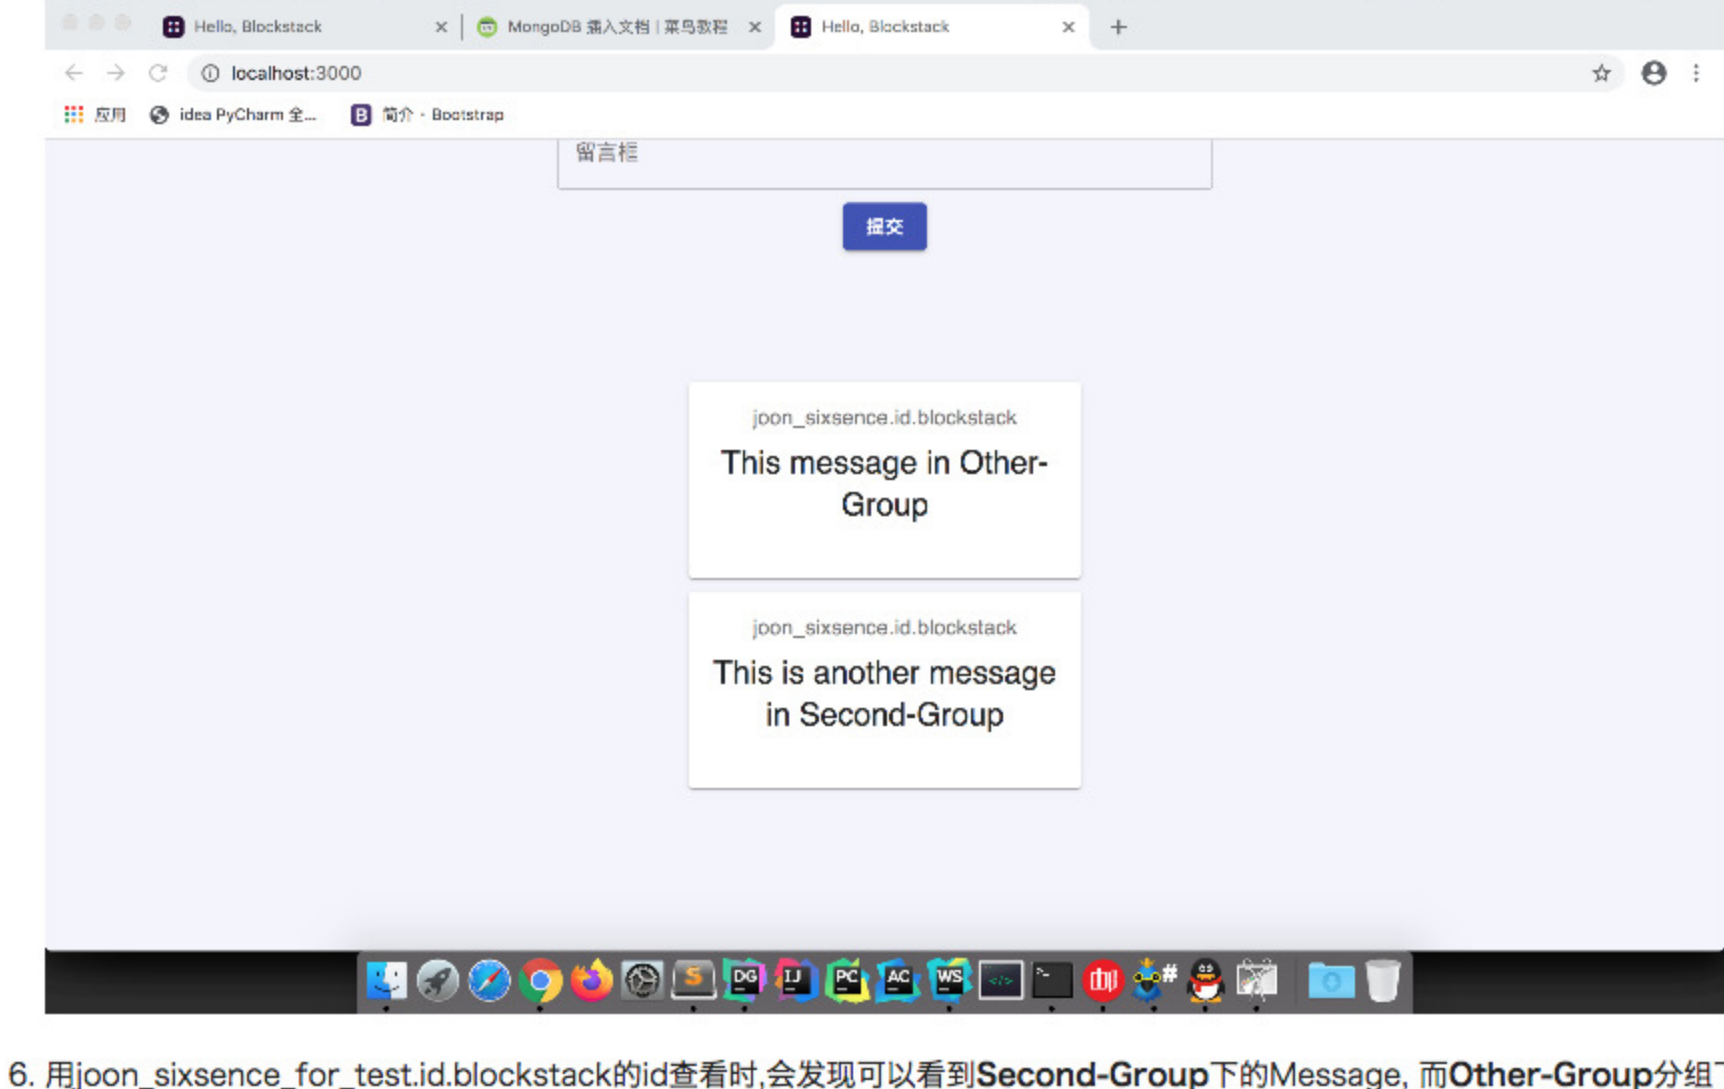 Hello, Blockstack
MongoDB 插入文档 | 菜鸟教程
Hello, Blockstack
localhost:3000
应用
idea PyCharm 全...
B
简介 · Bootstrap
留言框
提交
joon_sixsence.id.blockstack
This message in Other-
Group
joon_sixsence.id.blockstack
This is another message
in Second-Group
S DG IJ PC AC WS </> >_ #
6. 用joon_sixsence_for_test.id.blockstack的id查看时,会发现可以看到Second-Group下的Message, 而Other-Group分组